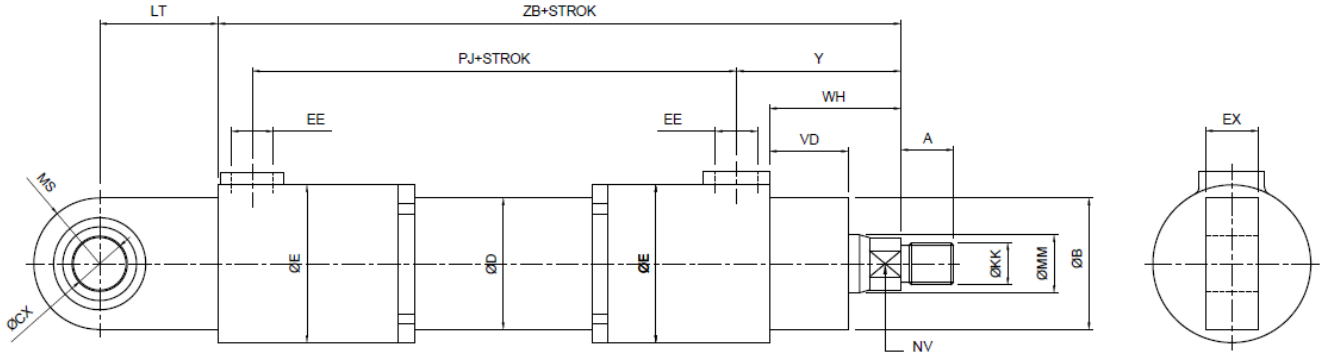 LT
ZB+STROK
PJ+STROK
Y
WH
EE
EE
VD
A
EX
MS
ØE
ØD
ØE
ØKK
ØMM
ØB
ØCX
NV